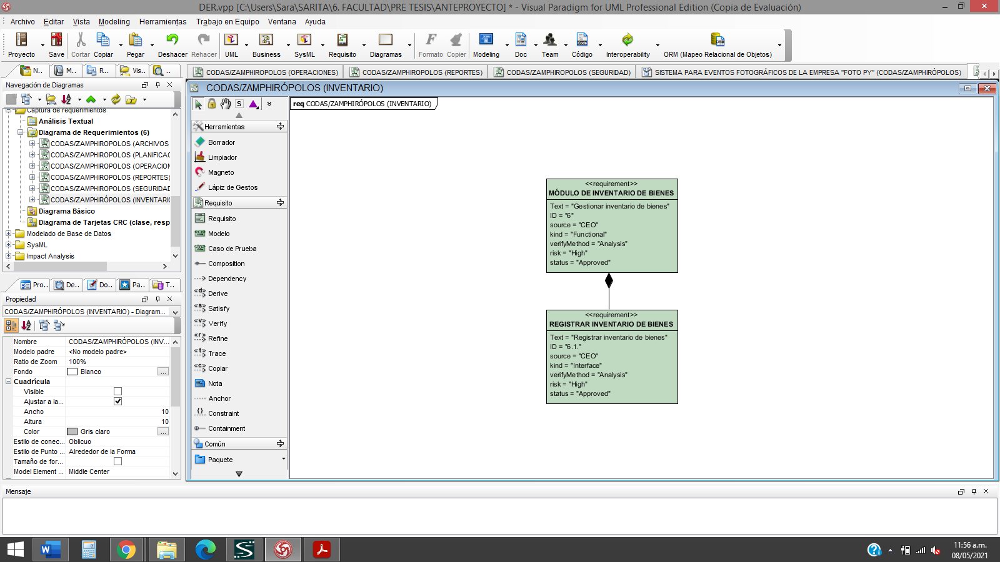 DER.vpp [C:\Users\Sara\SARITA\6. FACULTAD\PRE TESIS\ANTEPROYECTO] * - Visual Paradigm for UML Professional Edition (Copia de Evaluación)
Archivo Editar Vista Modeling Herramientas Trabajo en Equipo Ventana Ayuda
Proyecto Save Cortar Copiar Pegar Deshacer Rehacer UML Business SysML Requisito Diagramas Formato Copier Modeling Doc Team Código Interoperability ORM (Mapeo Relacional de Objetos)
N.. M.. R.. Vis.. ..
CODAS/ZAMPHIROPOLOS (OPERACIONES) CODAS/ZAMPHIROPOLOS (REPORTES) CODAS/ZAMPHIROPOLOS (SEGURIDAD) SISTEMA PARA EVENTOS FOTOGRÁFICOS DE LA EMPRESA "FOTO PY" (CODAS/ZAMPHIRÓPOLOS)
Navegación de Diagramas
Captura de requerimientos
Análisis Textual
Diagrama de Requerimientos (6)
CODAS/ZAMPHIROPOLOS (ARCHIVOS
CODAS/ZAMPHIROPOLOS (PLANIFICAC
CODAS/ZAMPHIROPOLOS (OPERACION
CODAS/ZAMPHIROPOLOS (REPORTES)
CODAS/ZAMPHIROPOLOS (SEGURIDAD
CODAS/ZAMPHIRÓPOLOS (INVENTARIO
Diagrama Básico
Diagrama de Tarjetas CRC (clase, resp
Modelado de Base de Datos
SysML
Impact Analysis
Pro.. De.. Do.. Pa.. T..
Propiedad
CODAS/ZAMPHIRÓPOLOS (INVENTARIO) - Diagram...
Nombre CODAS/ZAMPHIRÓPOLOS (INV...
Modelo padre <No modelo padre>
Ratio de Zoom 100%
Fondo Blanco ...
Cuadrícula
Visible
Ajustar a la...
Ancho 10
Altura 10
Color Gris claro ...
Estilo de conec... Oblicuo
Estilo de Punto ... Alrededor de la Forma
Tamaño de for...
Model Element ... Middle Center
CODAS/ZAMPHIRÓPOLOS (INVENTARIO)
S
Herramientas
Borrador
Limpiador
Magneto
Lápiz de Gestos
Requisito
Requisito
Modelo
Caso de Prueba
Composition
Dependency
Derive
Satisfy
Verify
Refine
Trace
Copiar
Nota
Anchor
Constraint
Containment
Común
Paquete
req CODAS/ZAMPHIRÓPOLOS (INVENTARIO)
<<requirement>>
MÓDULO DE INVENTARIO DE BIENES
Text = "Gestionar inventario de bienes"
ID = "6"
source = "CEO"
kind = "Functional"
verifyMethod = "Analysis"
risk = "High"
status = "Approved"
<<requirement>>
REGISTRAR INVENTARIO DE BIENES
Text = "Registrar inventario de bienes"
ID = "6.1."
source = "CEO"
kind = "Interface"
verifyMethod = "Analysis"
risk = "High"
status = "Approved"
Mensaje
11:56 a.m.
08/05/2021